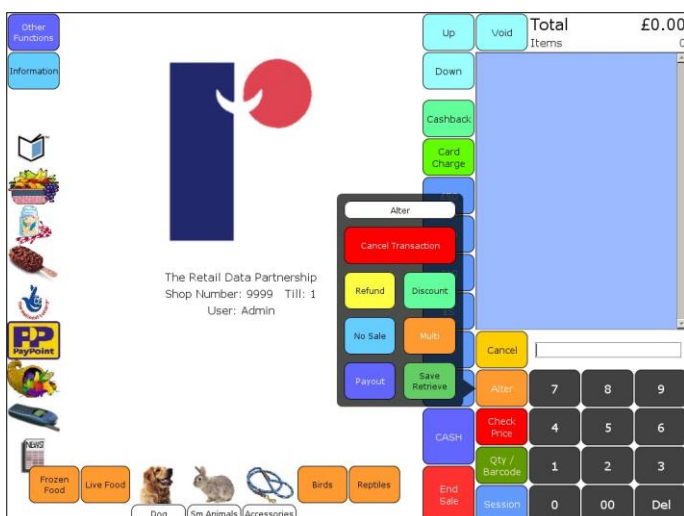 Other
Functions
Information
PayPoint
NEWS
The Retail Data Partnership
Shop Number: 9999 Till: 1
User: Admin
Frozen
Food
Live Food
Dog
Sm Animals
Accessories
Birds
Reptiles
Alter
Cancel Transaction
Refund
Discount
No Sale
Multi
Payout
Save
Retrieve
Up
Void
Down
Cashback
Card
Charge
CASH
End
Sale
Total £0.00
Items 0
Cancel
Alter
7 8 9
Check
Price
4 5 6
Qty /
Barcode
1 2 3
Session
0 00 Del